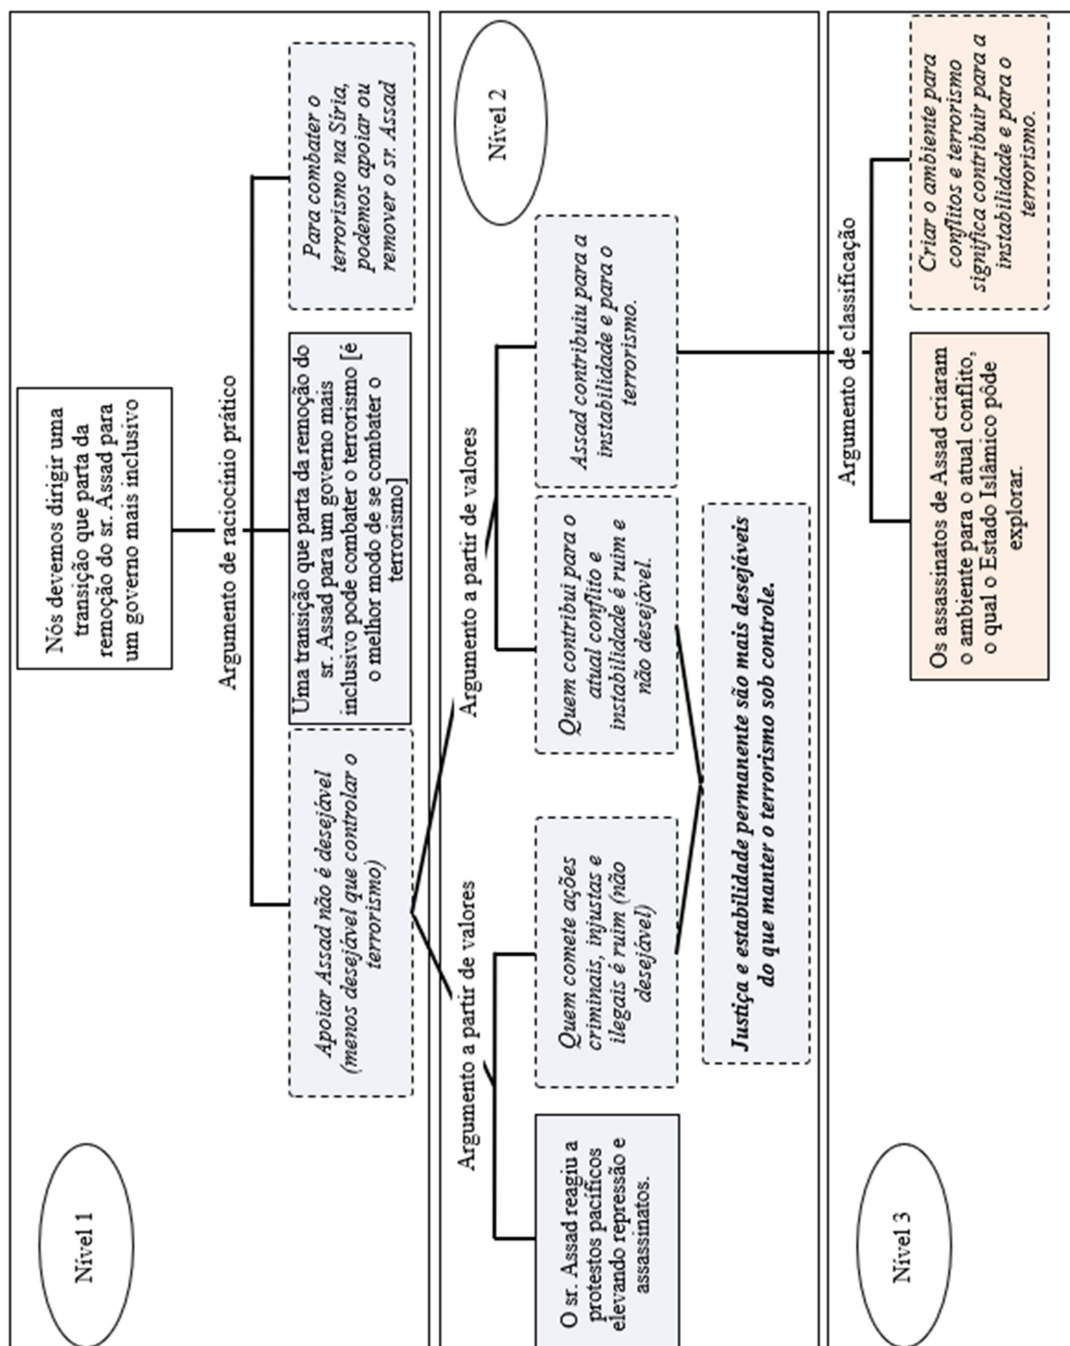 Nível 1
Nós devemos dirigir uma
transição que parta da
remoção do sr. Assad para
um governo mais inclusivo
Argumento de raciocínio prático
Apoiar Assad não é desejável
(menos desejável que controlar o
terrorismo)
Uma transição que parta da remoção do
sr. Assad para um governo mais
inclusivo pode combater o terrorismo [é
o melhor modo de se combater o
terrorismo]
Para combater o
terrorismo na Síria,
podemos apoiar ou
remover o sr. Assad
Nível 2
Argumento a partir de valores
Argumento a partir de valores
O sr. Assad reagiu a
protestos pacíficos
elevando repressão e
assassinatos.
Quem comete ações
criminais, injustas e
ilegais é ruim (não
desejável)
Quem contribui para o
atual conflito e
instabilidade é ruim e
não desejável.
Assad contribuiu para a
instabilidade e para o
terrorismo.
Justiça e estabilidade permanente são mais desejáveis
do que manter o terrorismo sob controle.
Nível 3
Argumento de classificação
Os assassinatos de Assad criaram
o ambiente para o atual conflito,
o qual o Estado Islâmico pôde
explorar.
Criar o ambiente para
conflitos e terrorismo
significa contribuir para a
instabilidade e para o
terrorismo.